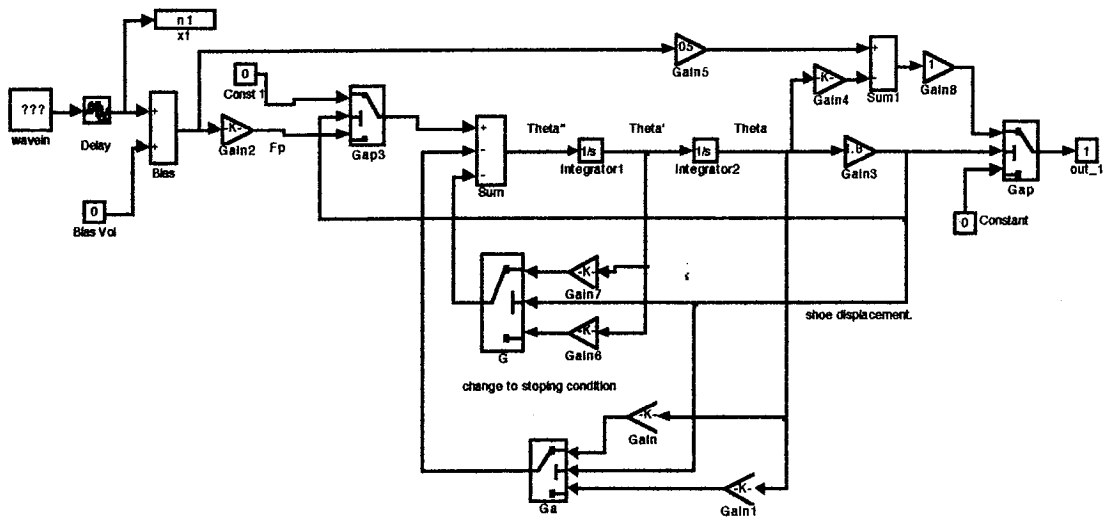 n1
x1
.05
Gain5
0
Const 1
-K-
Gain4
Sum1
1
Gain8
???
wavein
Delay
Bias
-K-
Gain2
Fp
Gap3
Theta"
Theta'
Theta
Sum
1/s
Integrator1
1/s
Integrator2
Gain3
Gap
1
out_1
0
Bias Vol
0
Constant
-K-
Gain7
shoe displacement.
-K-
Gain6
G
change to stoping condition
-K-
Gain
Ga
-K-
Gain1